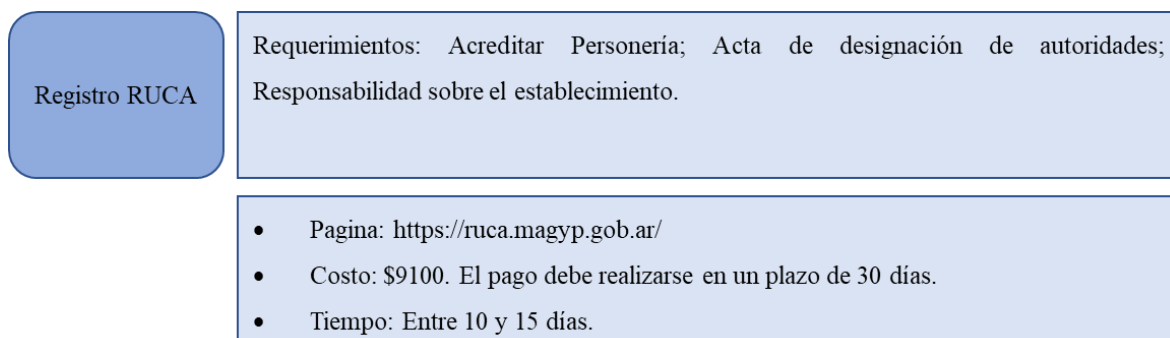 Registro RUCA
Requerimientos: Acreditar Personería; Acta de designación de autoridades;
Responsabilidad sobre el establecimiento.
• Pagina: https://ruca.magyp.gob.ar/
• Costo: $9100. El pago debe realizarse en un plazo de 30 días.
• Tiempo: Entre 10 y 15 días.